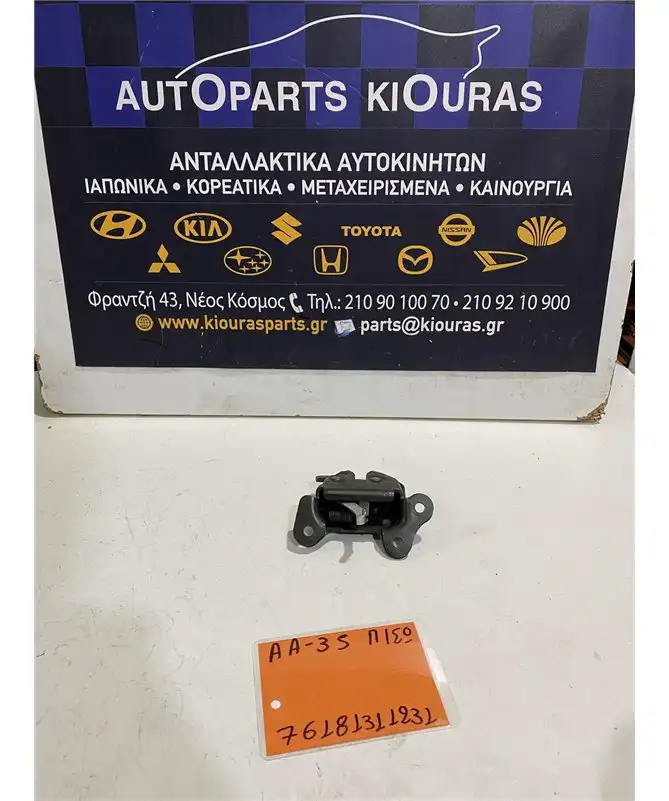 AUTOPARTS KIOURAS
ΑΝΤΑΛΛΑΚΤΙΚΑ ΑΥΤΟΚΙΝΗΤΩΝ
ΙΑΠΩΝΙΚΑ • ΚΟΡΕΑΤΙΚΑ • ΜΕΤΑΧΕΙΡΙΣΜΕΝΑ • ΚΑΙΝΟΥΡΓΙΑ
KIA TOYOTA NISSAN
Φραντζή 43, Νέος Κόσμος Τηλ.: 210 90 100 70 • 210 92 10 900
www.kiourasparts.gr parts@kiouras.gr
AA-35 ΠΙΣΩ